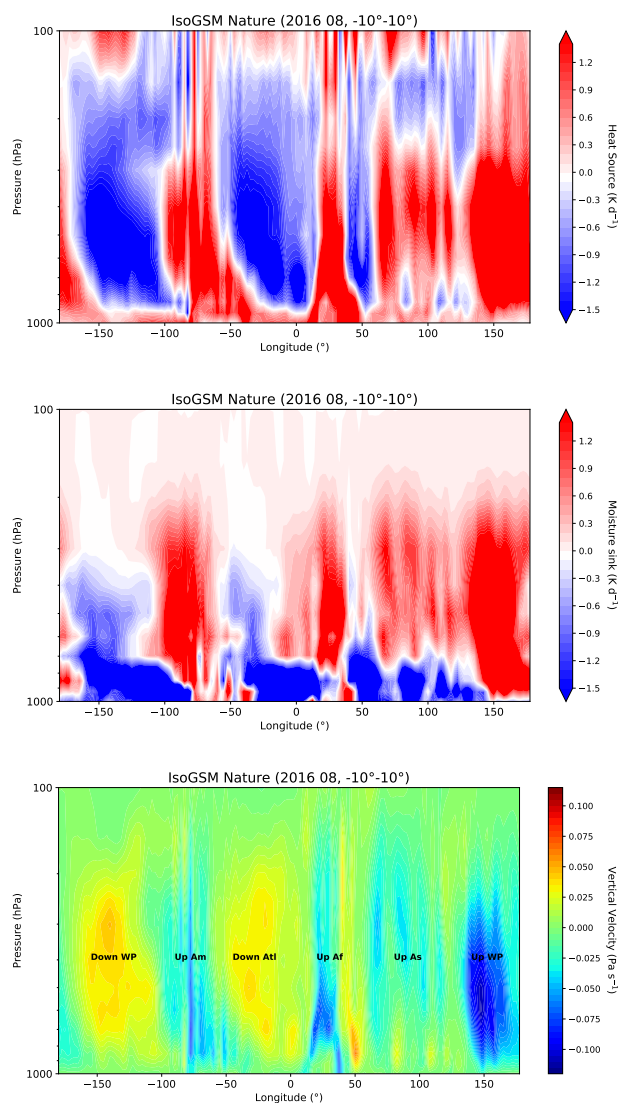 IsoGSM Nature (2016 08, -10°-10°)
100
1000
Pressure (hPa)
−150 −100 −50 0 50 100 150
Longitude (°)
1.2
0.9
0.6
0.3
0.0
−0.3
−0.6
−0.9
−1.2
−1.5
Heat Source (K d⁻¹)
IsoGSM Nature (2016 08, -10°-10°)
100
1000
Pressure (hPa)
−150 −100 −50 0 50 100 150
Longitude (°)
1.2
0.9
0.6
0.3
0.0
−0.3
−0.6
−0.9
−1.2
−1.5
Moisture sink (K d⁻¹)
IsoGSM Nature (2016 08, -10°-10°)
100
1000
Pressure (hPa)
Down WP Up Am Down Atl Up Af Up As Up WP
−150 −100 −50 0 50 100 150
Longitude (°)
0.100
0.075
0.050
0.025
0.000
−0.025
−0.050
−0.075
−0.100
Vertical Velocity (Pa s⁻¹)